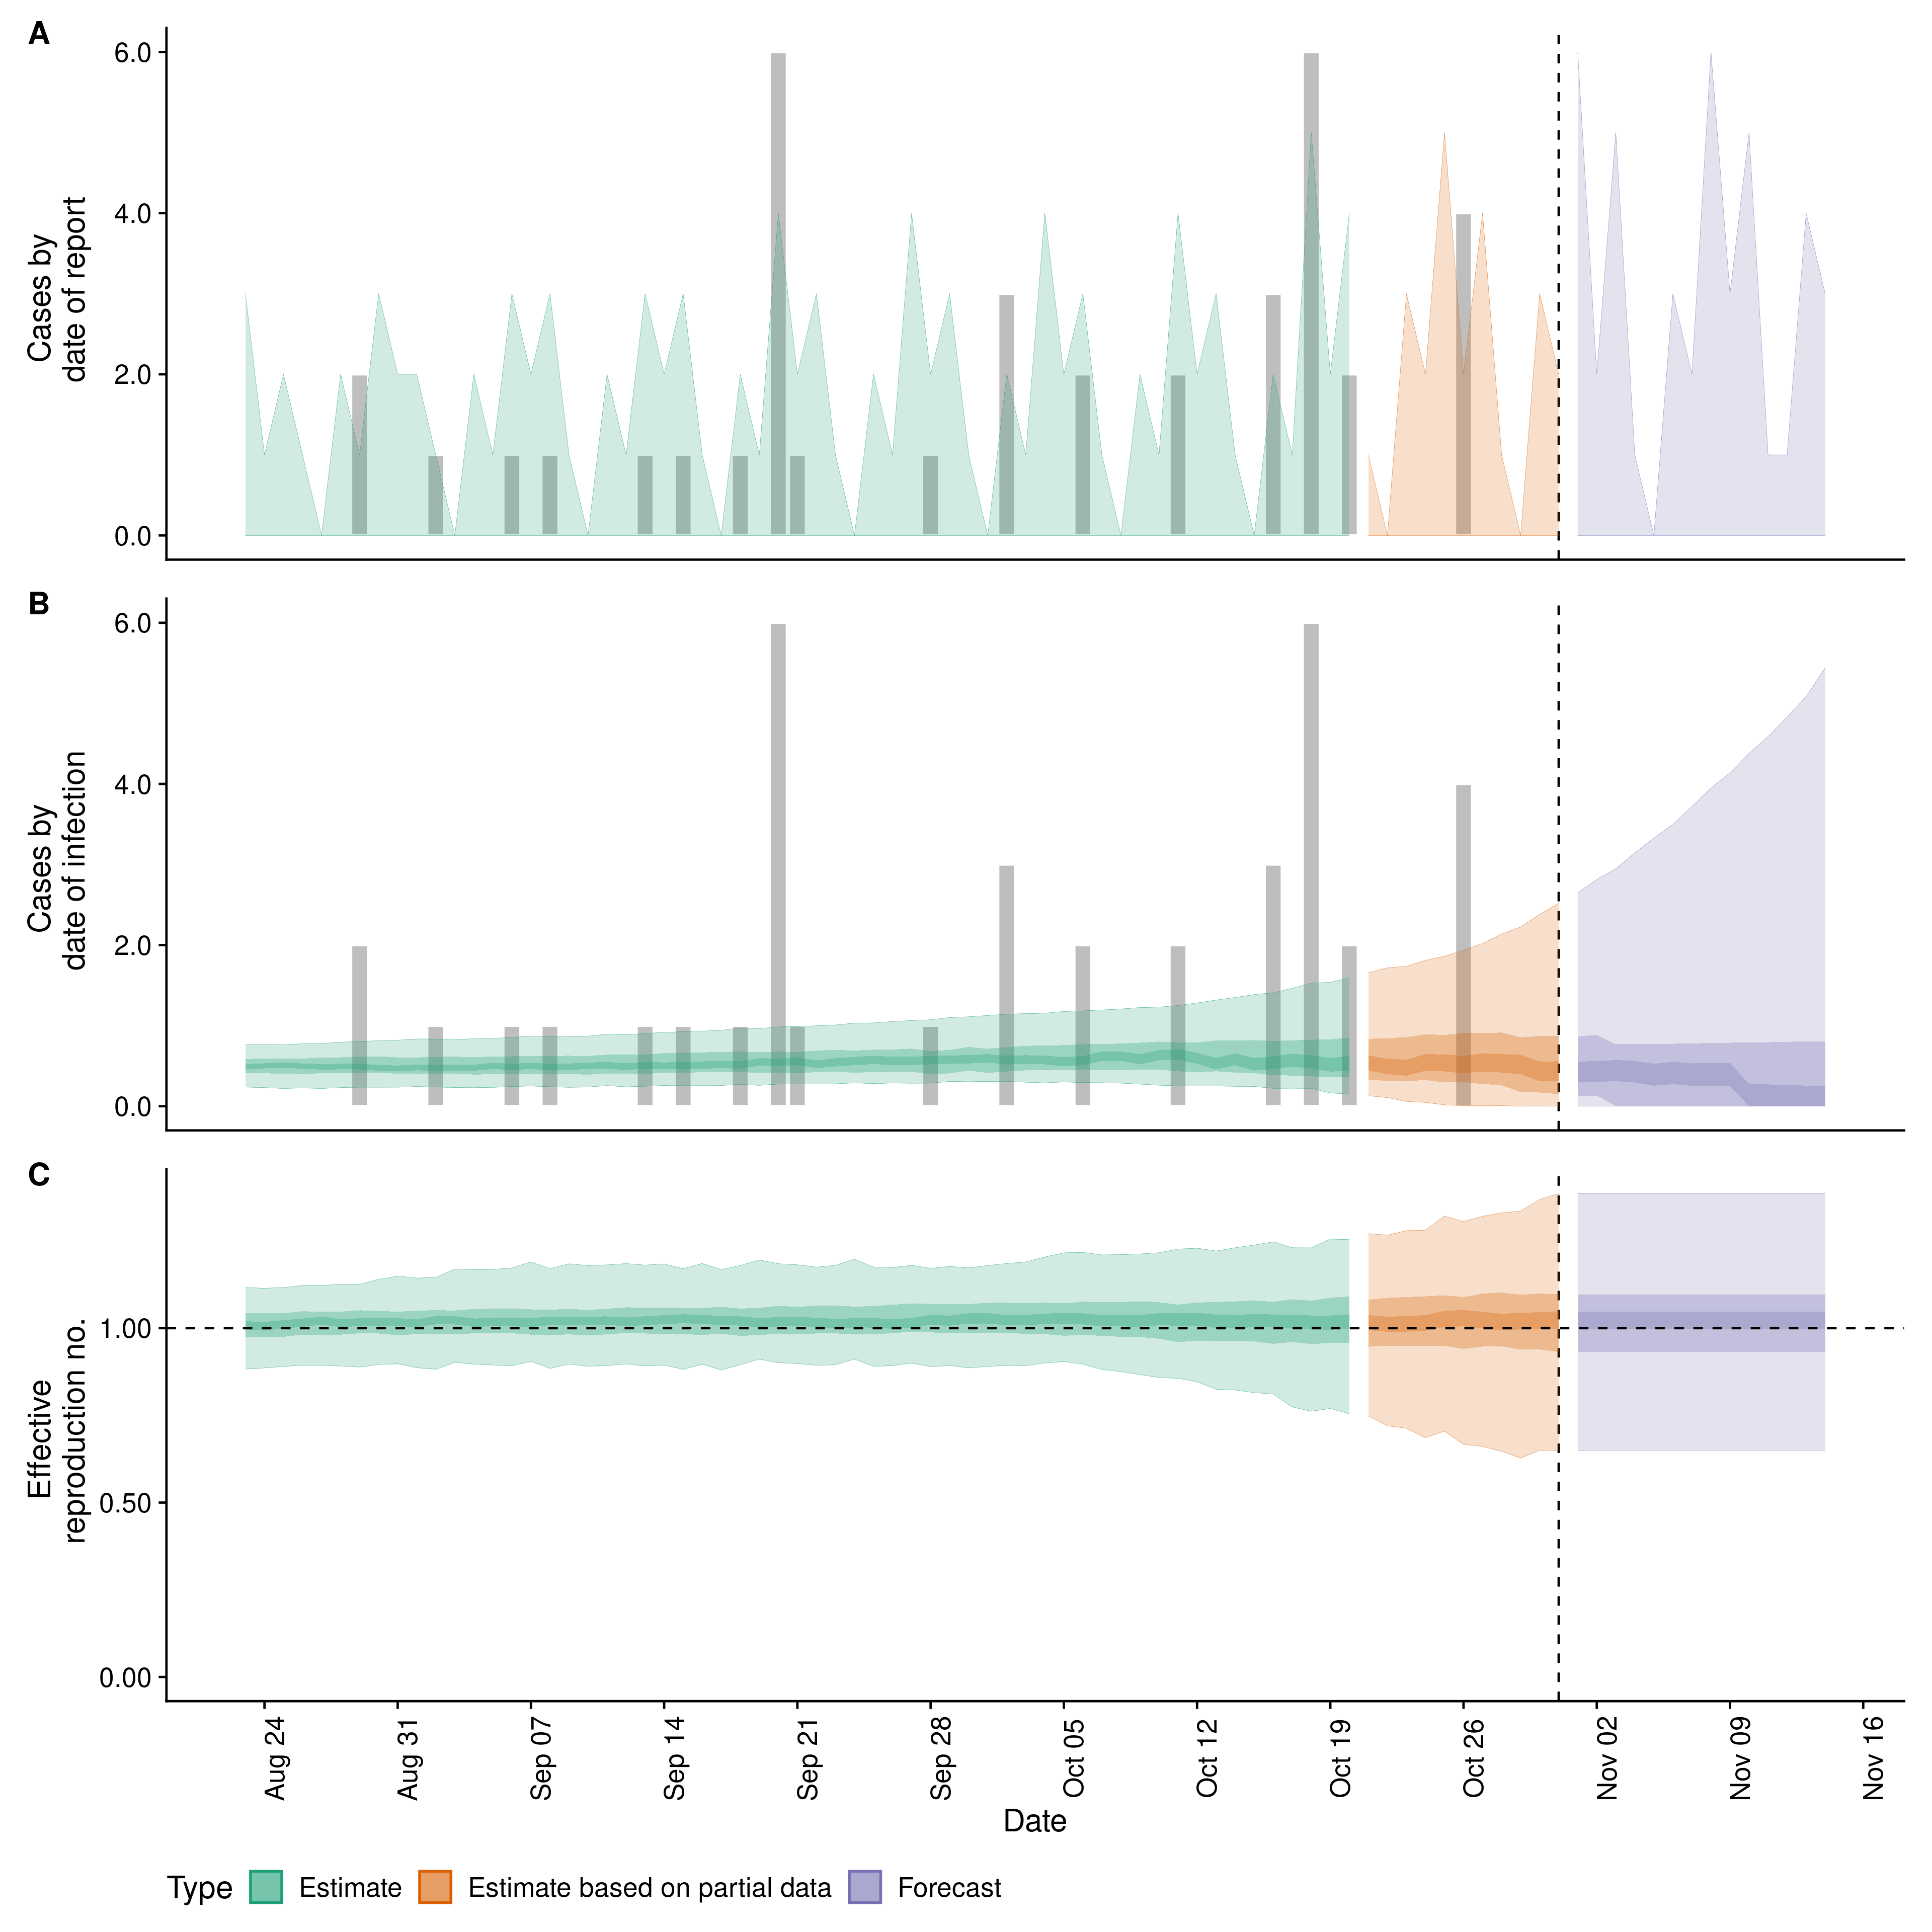 A
6.0
4.0
2.0
0.0
Cases by
date of report
B
6.0
4.0
2.0
0.0
Cases by
date of infection
C
1.00
0.50
0.00
Effective
reproduction no.
Aug 24
Aug 31
Sep 07
Sep 14
Sep 21
Sep 28
Oct 05
Oct 12
Oct 19
Oct 26
Nov 02
Nov 09
Nov 16
Date
Type Estimate Estimate based on partial data Forecast